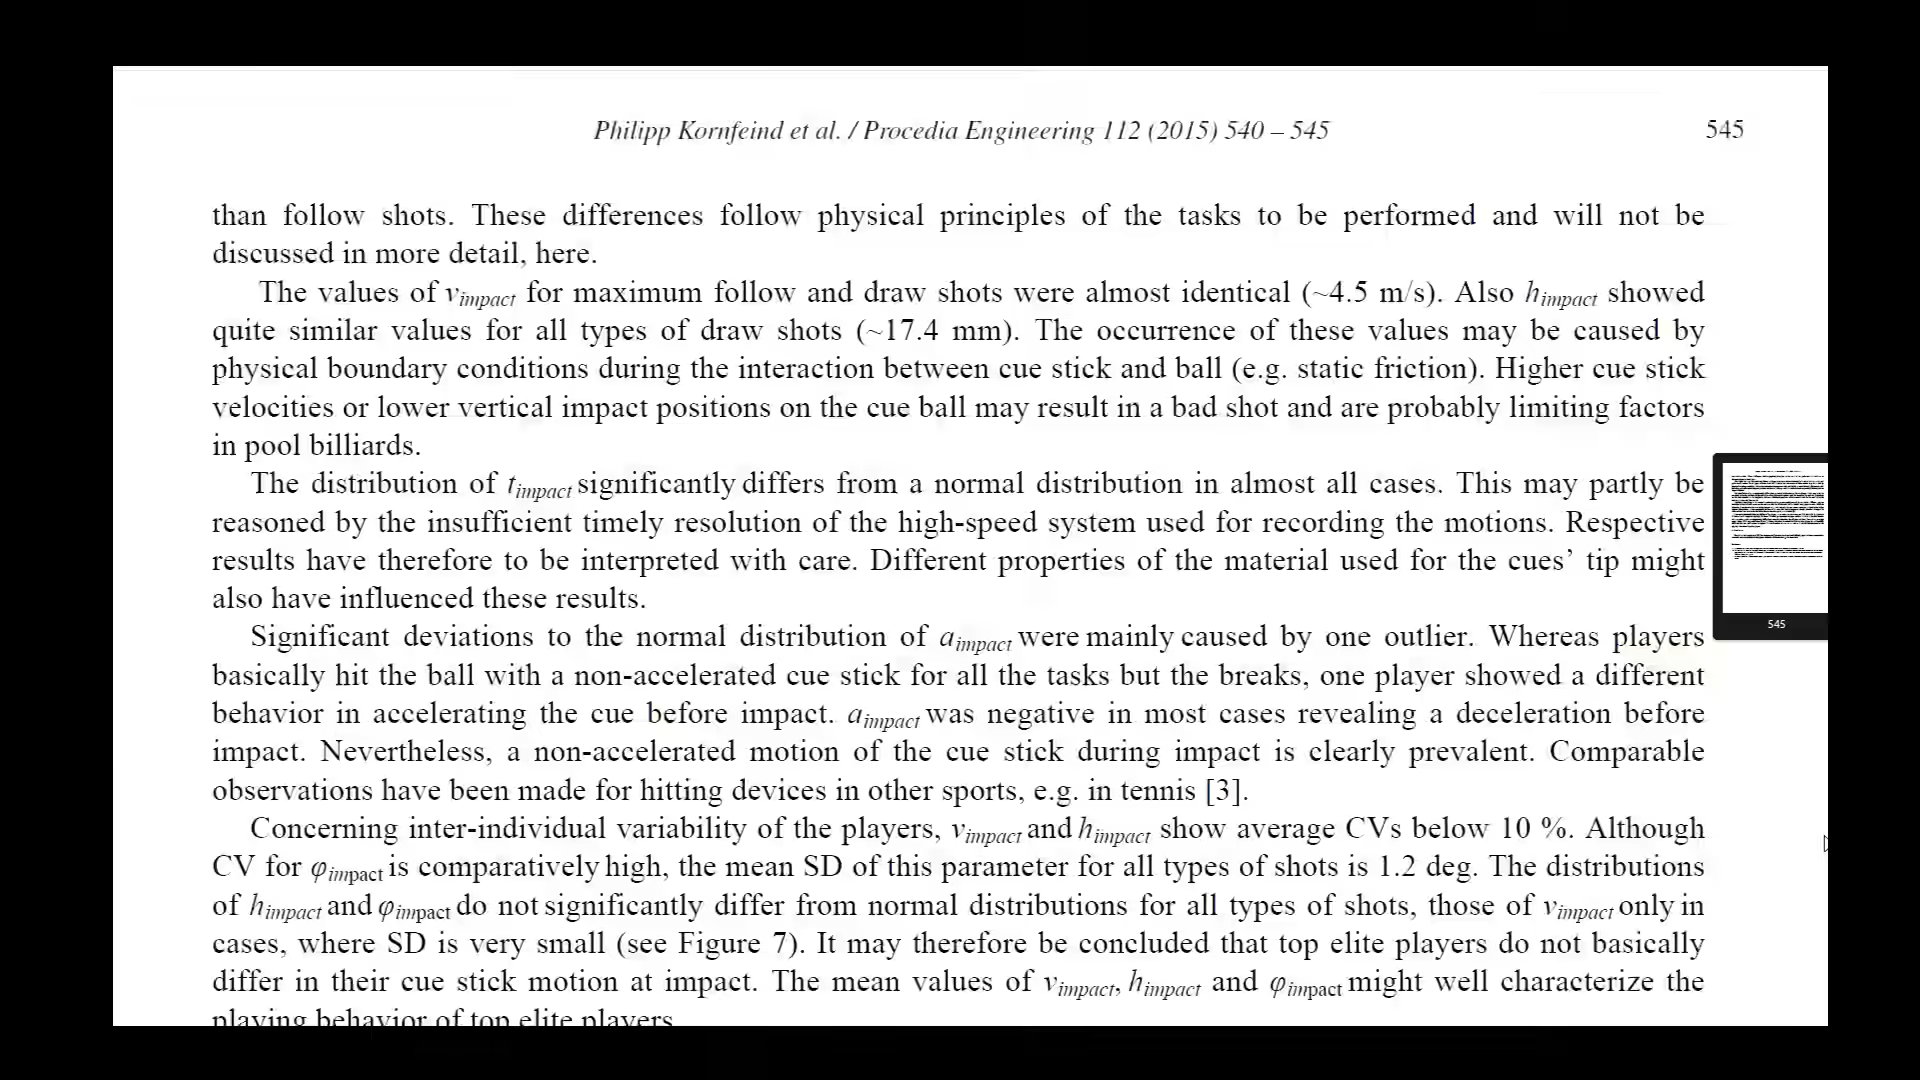 Philipp Kornfeind et al. / Procedia Engineering 112 (2015) 540 – 545
545
than follow shots. These differences follow physical principles of the tasks to be performed and will not be
discussed in more detail, here.
The values of vimpact for maximum follow and draw shots were almost identical (~4.5 m/s). Also himpact showed
quite similar values for all types of draw shots (~17.4 mm). The occurrence of these values may be caused by
physical boundary conditions during the interaction between cue stick and ball (e.g. static friction). Higher cue stick
velocities or lower vertical impact positions on the cue ball may result in a bad shot and are probably limiting factors
in pool billiards.
The distribution of timpact significantly differs from a normal distribution in almost all cases. This may partly be
reasoned by the insufficient timely resolution of the high-speed system used for recording the motions. Respective
results have therefore to be interpreted with care. Different properties of the material used for the cues’ tip might
also have influenced these results.
Significant deviations to the normal distribution of aimpact were mainly caused by one outlier. Whereas players
basically hit the ball with a non-accelerated cue stick for all the tasks but the breaks, one player showed a different
behavior in accelerating the cue before impact. aimpact was negative in most cases revealing a deceleration before
impact. Nevertheless, a non-accelerated motion of the cue stick during impact is clearly prevalent. Comparable
observations have been made for hitting devices in other sports, e.g. in tennis [3].
Concerning inter-individual variability of the players, vimpact and himpact show average CVs below 10 %. Although
CV for φimpact is comparatively high, the mean SD of this parameter for all types of shots is 1.2 deg. The distributions
of himpact and φimpact do not significantly differ from normal distributions for all types of shots, those of vimpact only in
cases, where SD is very small (see Figure 7). It may therefore be concluded that top elite players do not basically
differ in their cue stick motion at impact. The mean values of vimpact, himpact and φimpact might well characterize the
playing behavior of top elite players.
545